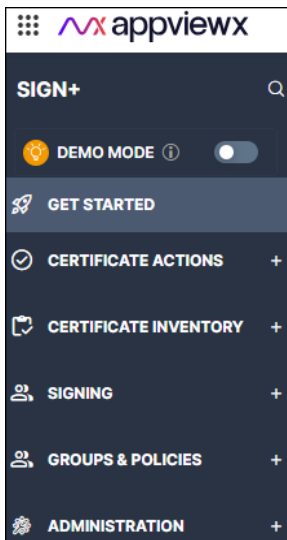 appviewx
SIGN+
DEMO MODE
GET STARTED
CERTIFICATE ACTIONS +
CERTIFICATE INVENTORY +
SIGNING +
GROUPS & POLICIES +
ADMINISTRATION +